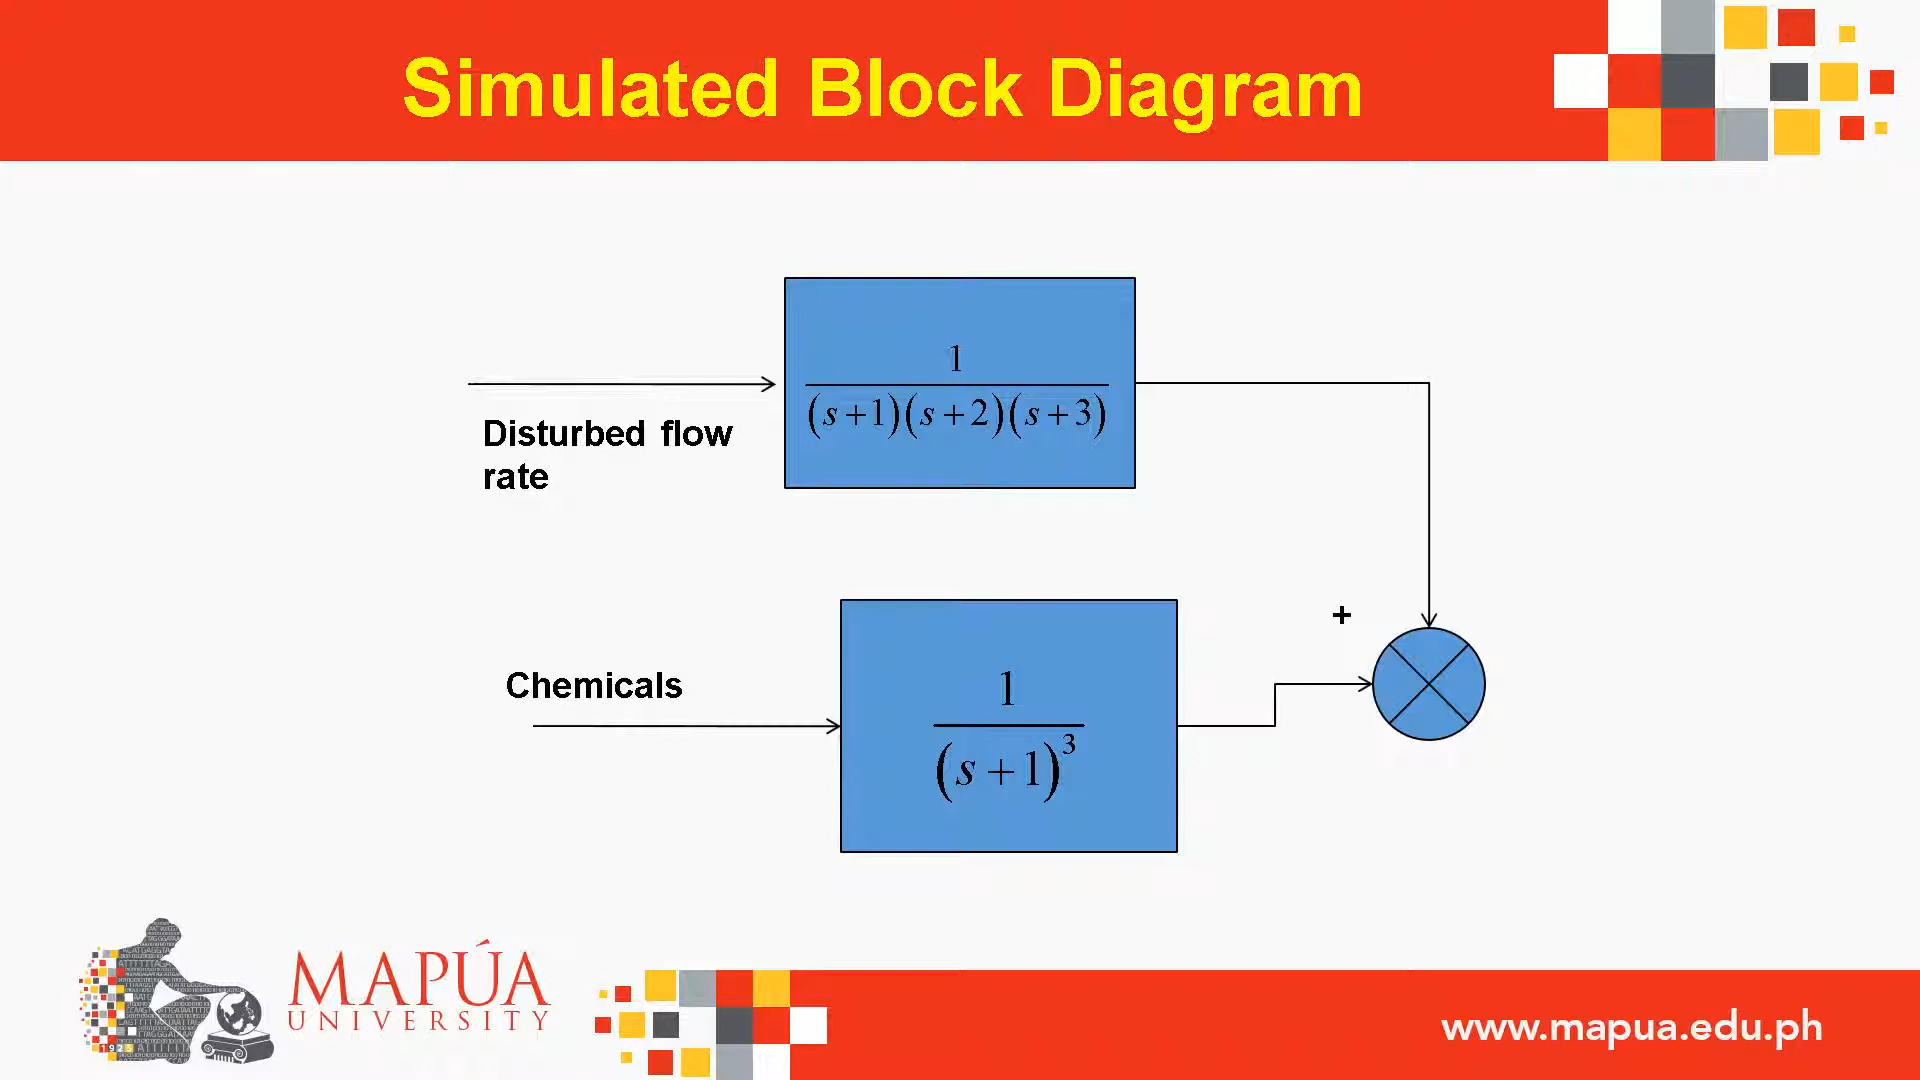 Simulated Block Diagram
1
(s+1)(s+2)(s+3)
Disturbed flow
rate
+
Chemicals
1
(s+1)³
MAPÚA
UNIVERSITY
1925
www.mapua.edu.ph